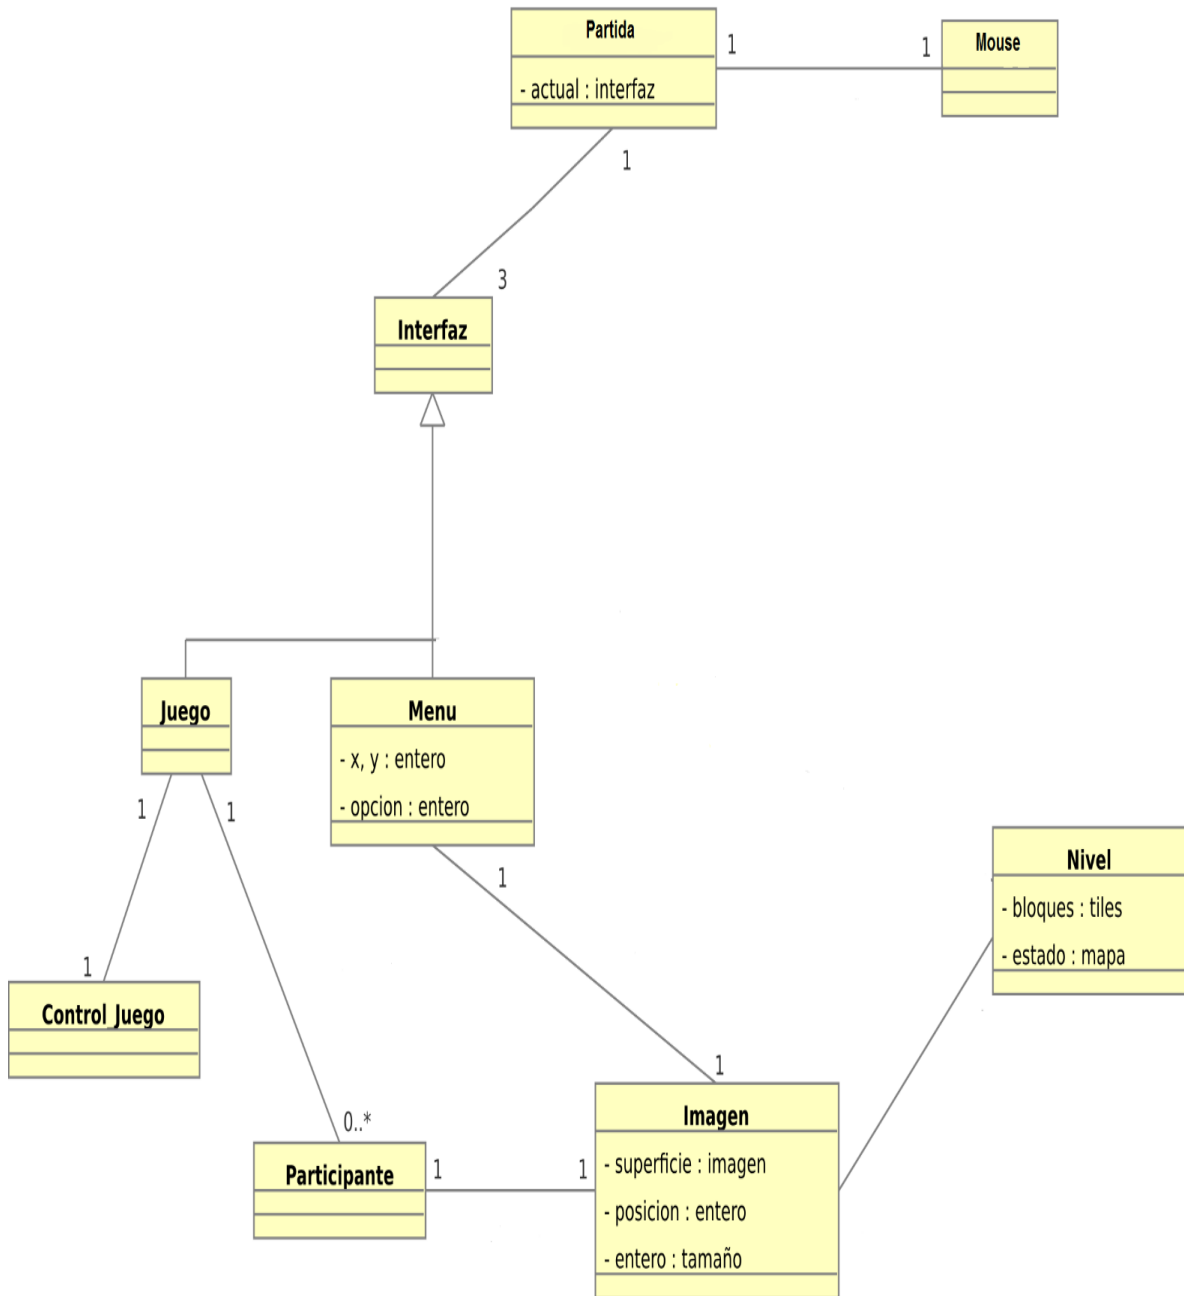 Partida
- actual : interfaz
1
1
Mouse
1
3
Interfaz
Juego
1
1
Menu
- x, y : entero
- opcion : entero
1
Nivel
- bloques : tiles
- estado : mapa
1
Control_Juego
0..*
Participante
1
1
1
Imagen
- superficie : imagen
- posicion : entero
- entero : tamaño